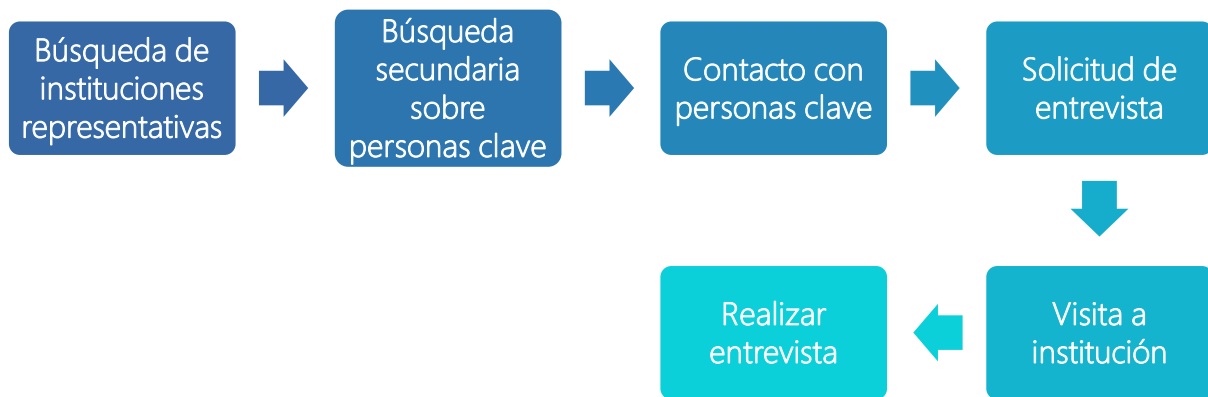 Búsqueda de
instituciones
representativas
Búsqueda
secundaria
sobre
personas clave
Contacto con
personas clave
Solicitud de
entrevista
Visita a
institución
Realizar
entrevista